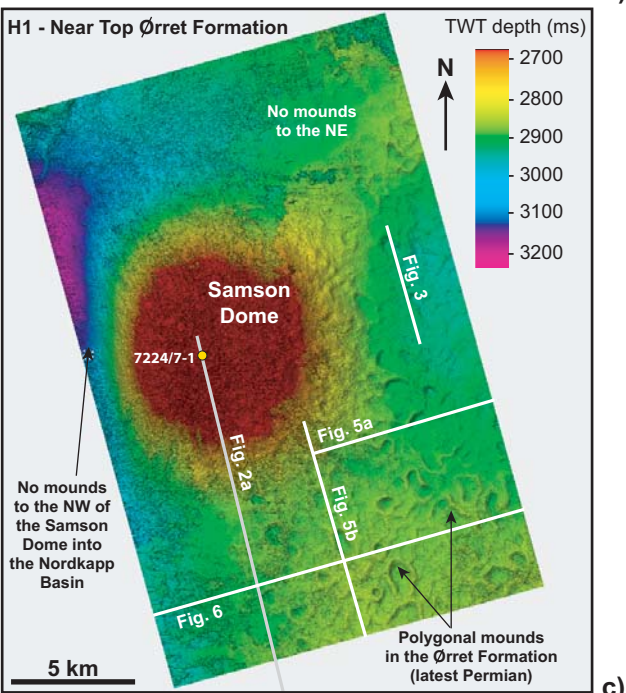 H1 - Near Top Ørret Formation
TWT depth (ms)
2700
2800
2900
3000
3100
3200
N
No mounds
to the NE
Samson
Dome
Fig. 3
7224/7-1
Fig. 2a
Fig. 5a
Fig. 5b
No mounds
to the NW of
the Samson
Dome into
the Nordkapp
Basin
Fig. 6
Polygonal mounds
in the Ørret Formation
(latest Permian)
5 km
c)